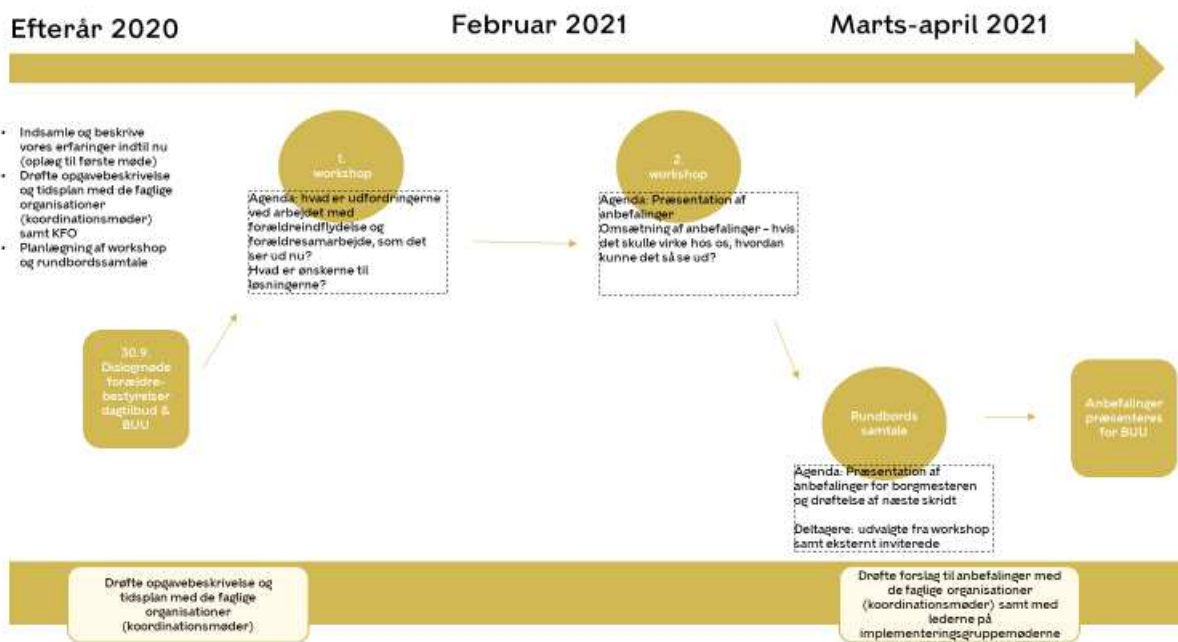 Efterår 2020
Februar 2021
Marts-april 2021
• Indsamle og beskrive
vores erfaringer indtil nu
(oplæg til første møde)
• Drøfte opgavebeskrivelse
og tidsplan med de faglige
organisationer
(koordinationsmøder)
samt KFO
• Planlægning af workshop
og rundbordssamtale
1.
workshop
Agenda: hvad er udfordringerne
ved arbejdet med
forældreindflydelse og
forældresamarbejde, som det
ser ud nu?
Hvad er ønskerne til
løsningerne?
2.
workshop
Agenda: Præsentation af
anbefalinger
Omsætning af anbefalinger – hvis
det skulle virke hos os, hvordan
kunne det så se ud?
30.9.
Dialogmøde
forældre-
bestyrelser
dagtilbud &
BUU
Rundbords
samtale
Agenda: Præsentation af
anbefalinger for borgmesteren
og drøftelse af næste skridt
Deltagere: udvalgte fra workshop
samt eksternt inviterede
Anbefalinger
præsenteres
for BUU
Drøfte opgavebeskrivelse og
tidsplan med de faglige
organisationer
(koordinationsmøder)
Drøfte forslag til anbefalinger med
de faglige organisationer
(koordinationsmøder) samt med
lederne på
implementeringsgruppemøderne